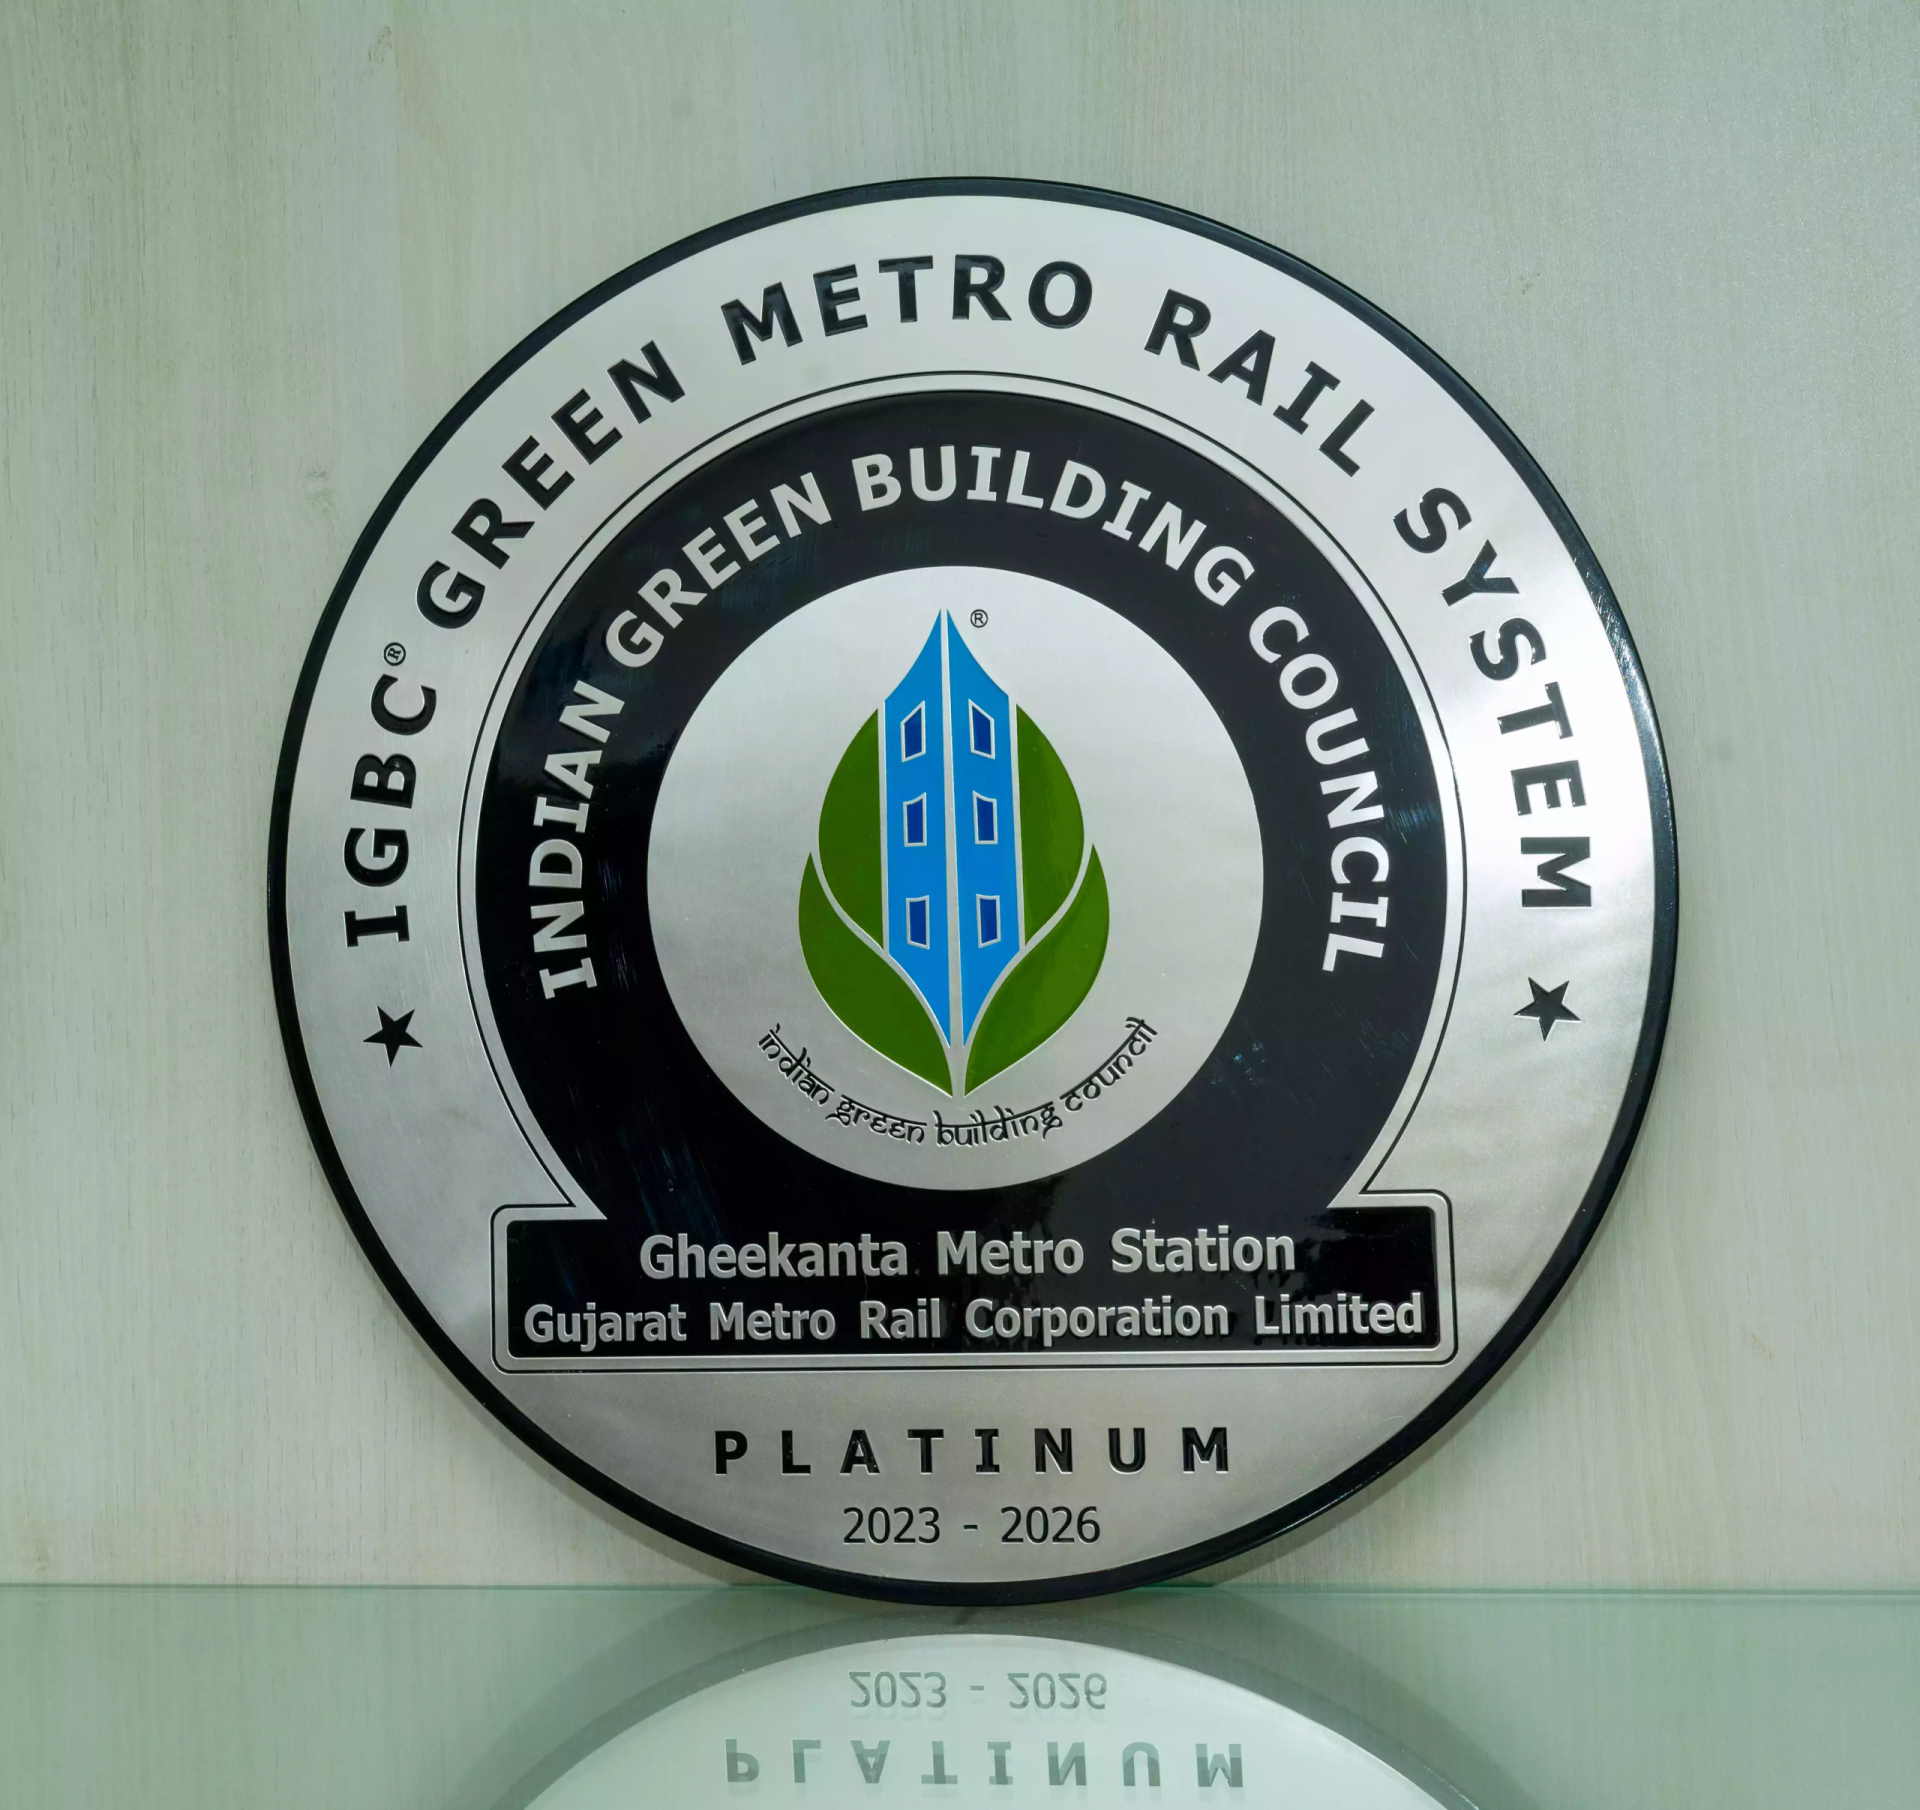 IGBC® GREEN METRO RAIL SYSTEM
INDIAN GREEN BUILDING COUNCIL
®
indian green building council
Gheekanta Metro Station
Gujarat Metro Rail Corporation Limited
PLATINUM
2023 - 2026
2023 - 2026
PLATINUM